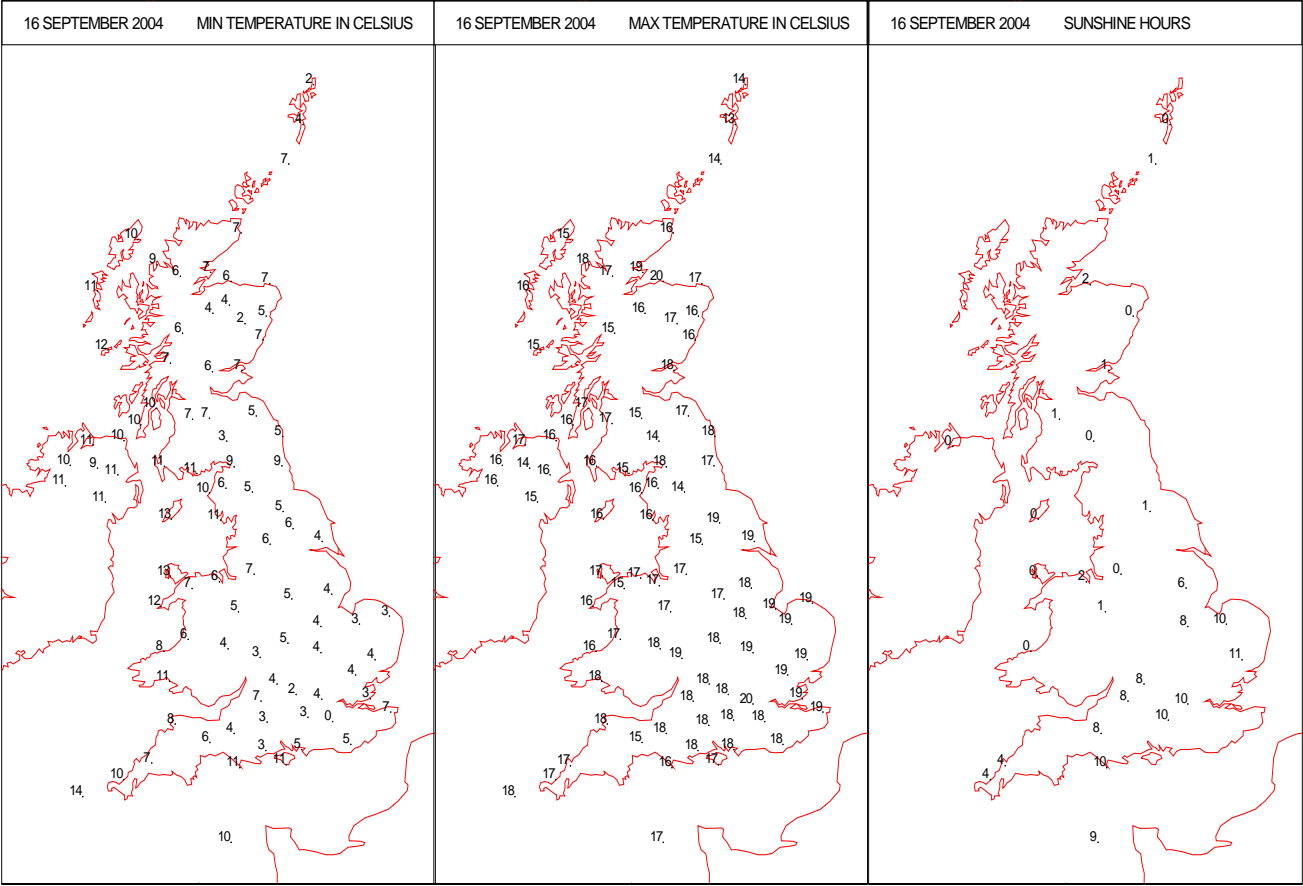 16 SEPTEMBER 2004 MIN TEMPERATURE IN CELSIUS
2.
4.
7.
7.
10.
9. 7.
6. 6. 7.
11.
4.
4. 5.
2.
6. 7.
12.
7. 6. 7.
10.
7. 7. 5.
10.
11. 10. 3. 5.
10. 9. 11. 9. 9.
11. 11.
11. 6.
10. 5.
11.
13. 11. 5.
6.
6. 4.
13. 6. 7.
7. 5. 4.
12. 5.
4. 3. 3.
6. 5.
8. 4. 3. 4. 4.
11. 4. 4.
7. 2. 4. 3.
8. 3. 3. 0. 7.
6. 4. 3. 5. 5.
7. 11. 11.
10.
14.
10.
16 SEPTEMBER 2004 MAX TEMPERATURE IN CELSIUS
14.
13.
14.
16.
15.
18. 19.
17. 20. 17.
16.
16. 16.
17.
15. 16.
15.
18.
17.
16. 17. 15. 17.
17. 16. 14. 18.
16. 14. 16. 18. 17.
16. 15.
16. 16. 16. 14.
15.
16. 16. 19.
15. 19.
17. 17. 17. 17.
15. 17. 18.
16. 17. 19. 19.
18. 19.
17. 18.
16. 18. 19. 19. 19.
18. 18. 19.
18. 18. 20. 19.
18. 18. 18. 18. 19.
15. 18. 18. 18. 18.
17. 16. 17.
17.
18.
17.
16 SEPTEMBER 2004 SUNSHINE HOURS
0.
1.
2.
0.
1.
1.
0. 0.
0. 1.
0. 2. 0.
1. 6.
8. 10.
0. 11.
8.
8. 10.
8. 10.
4. 10.
4.
9.